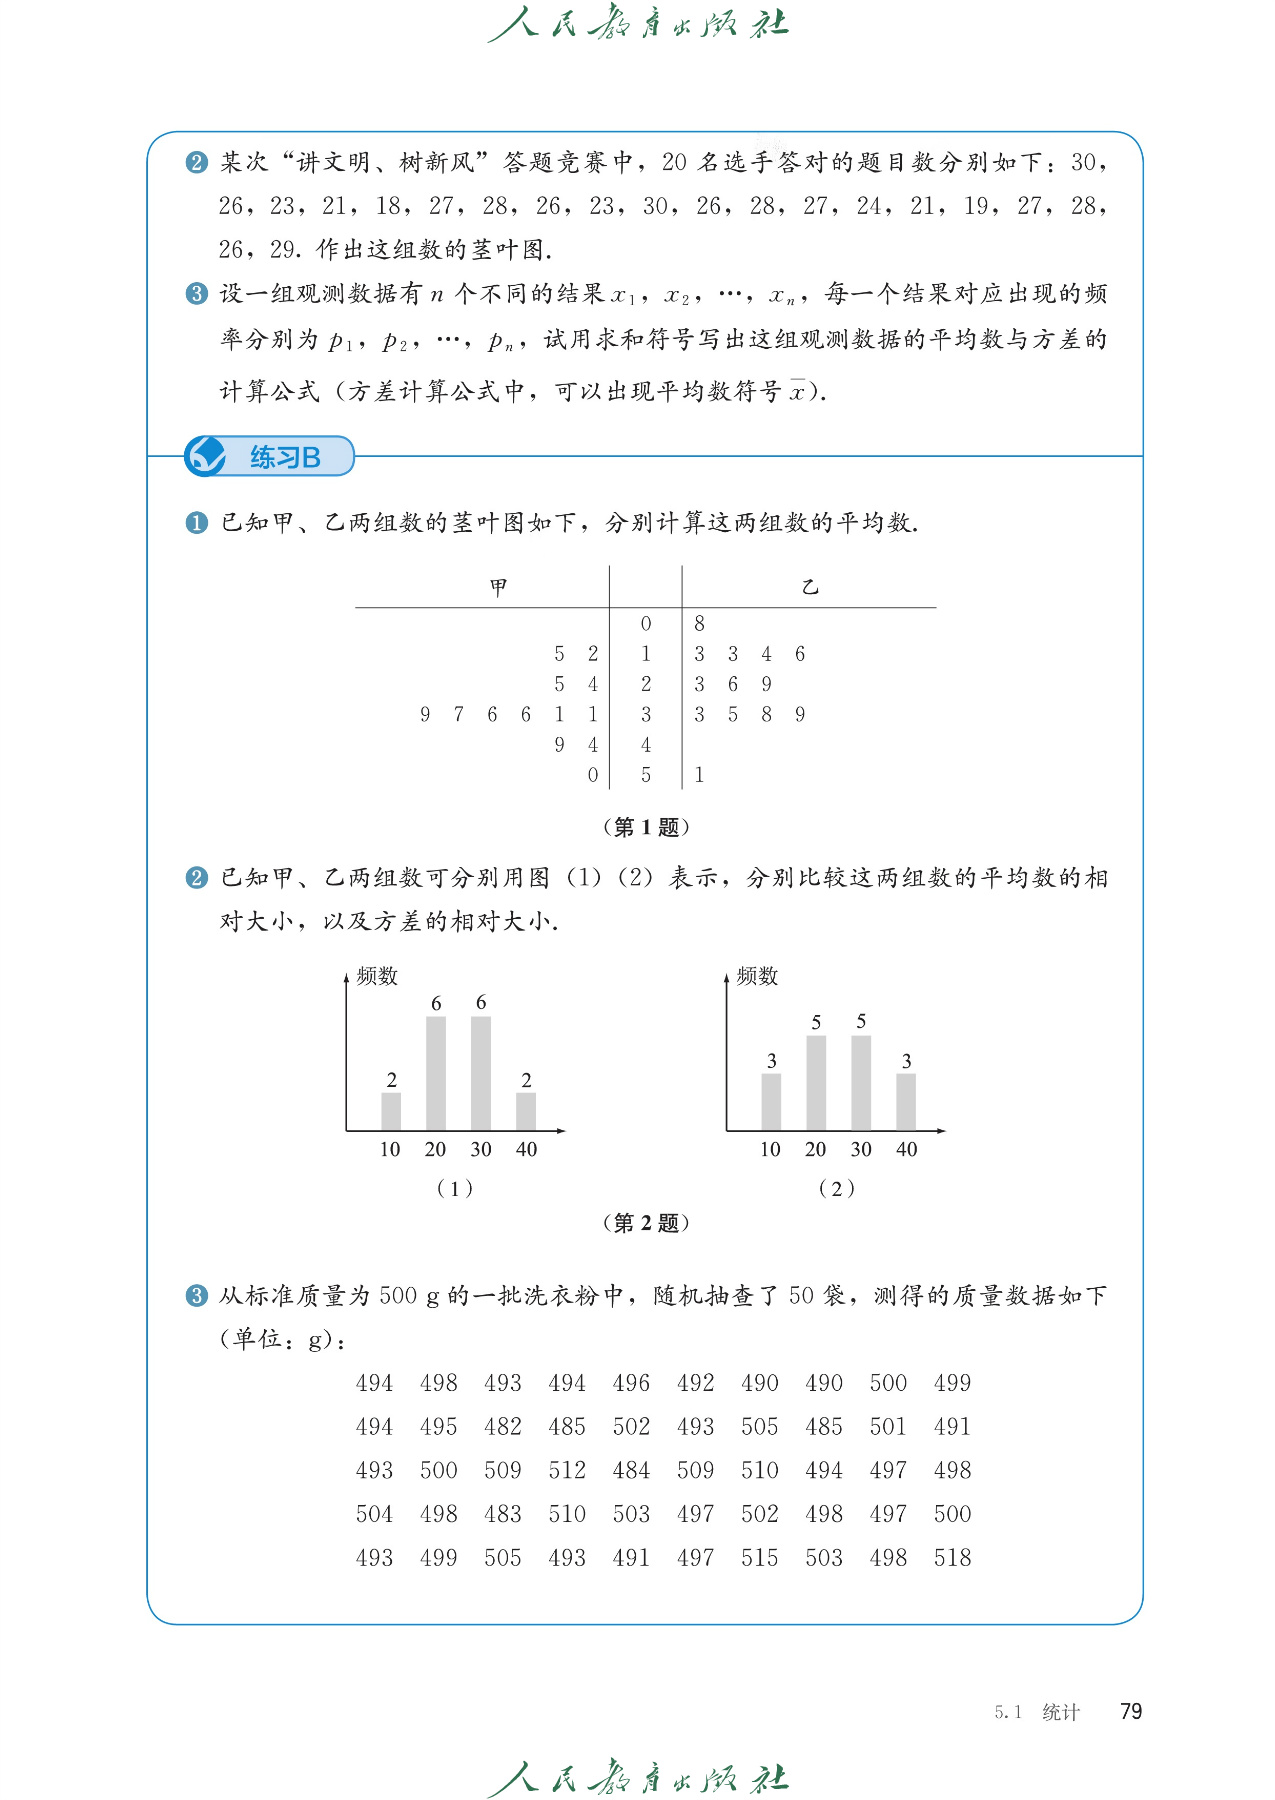 人民教育出版社
❷ 某次“讲文明、树新风”答题竞赛中，20 名选手答对的题目数分别如下：30，
26，23，21，18，27，28，26，23，30，26，28，27，24，21，19，27，28，
26，29. 作出这组数的茎叶图.
❸ 设一组观测数据有 n 个不同的结果 x₁，x₂，…，xₙ，每一个结果对应出现的频
率分别为 p₁，p₂，…，pₙ，试用求和符号写出这组观测数据的平均数与方差的
计算公式（方差计算公式中，可以出现平均数符号 x̄）.
练习B
❶ 已知甲、乙两组数的茎叶图如下，分别计算这两组数的平均数.
甲 乙
0 8
5 2 1 3 3 4 6
5 4 2 3 6 9
9 7 6 6 1 1 3 3 5 8 9
9 4 4
0 5 1
（第 1 题）
❷ 已知甲、乙两组数可分别用图（1）（2）表示，分别比较这两组数的平均数的相
对大小，以及方差的相对大小.
频数
6 6
2 2
10 20 30 40
（1）
频数
5 5
3 3
10 20 30 40
（2）
（第 2 题）
❸ 从标准质量为 500 g 的一批洗衣粉中，随机抽查了 50 袋，测得的质量数据如下
（单位：g）：
494 498 493 494 496 492 490 490 500 499
494 495 482 485 502 493 505 485 501 491
493 500 509 512 484 509 510 494 497 498
504 498 483 510 503 497 502 498 497 500
493 499 505 493 491 497 515 503 498 518
5.1 统计 79
人民教育出版社